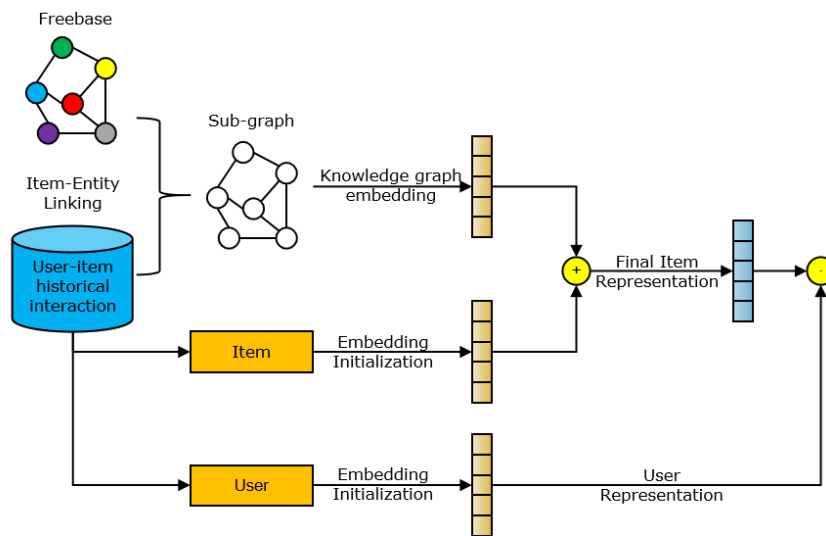 Freebase
Item-Entity
Linking
User-item
historical
interaction
Sub-graph
Knowledge graph
embedding
+
Final Item
Representation
.
Item
Embedding
Initialization
User
Embedding
Initialization
User
Representation